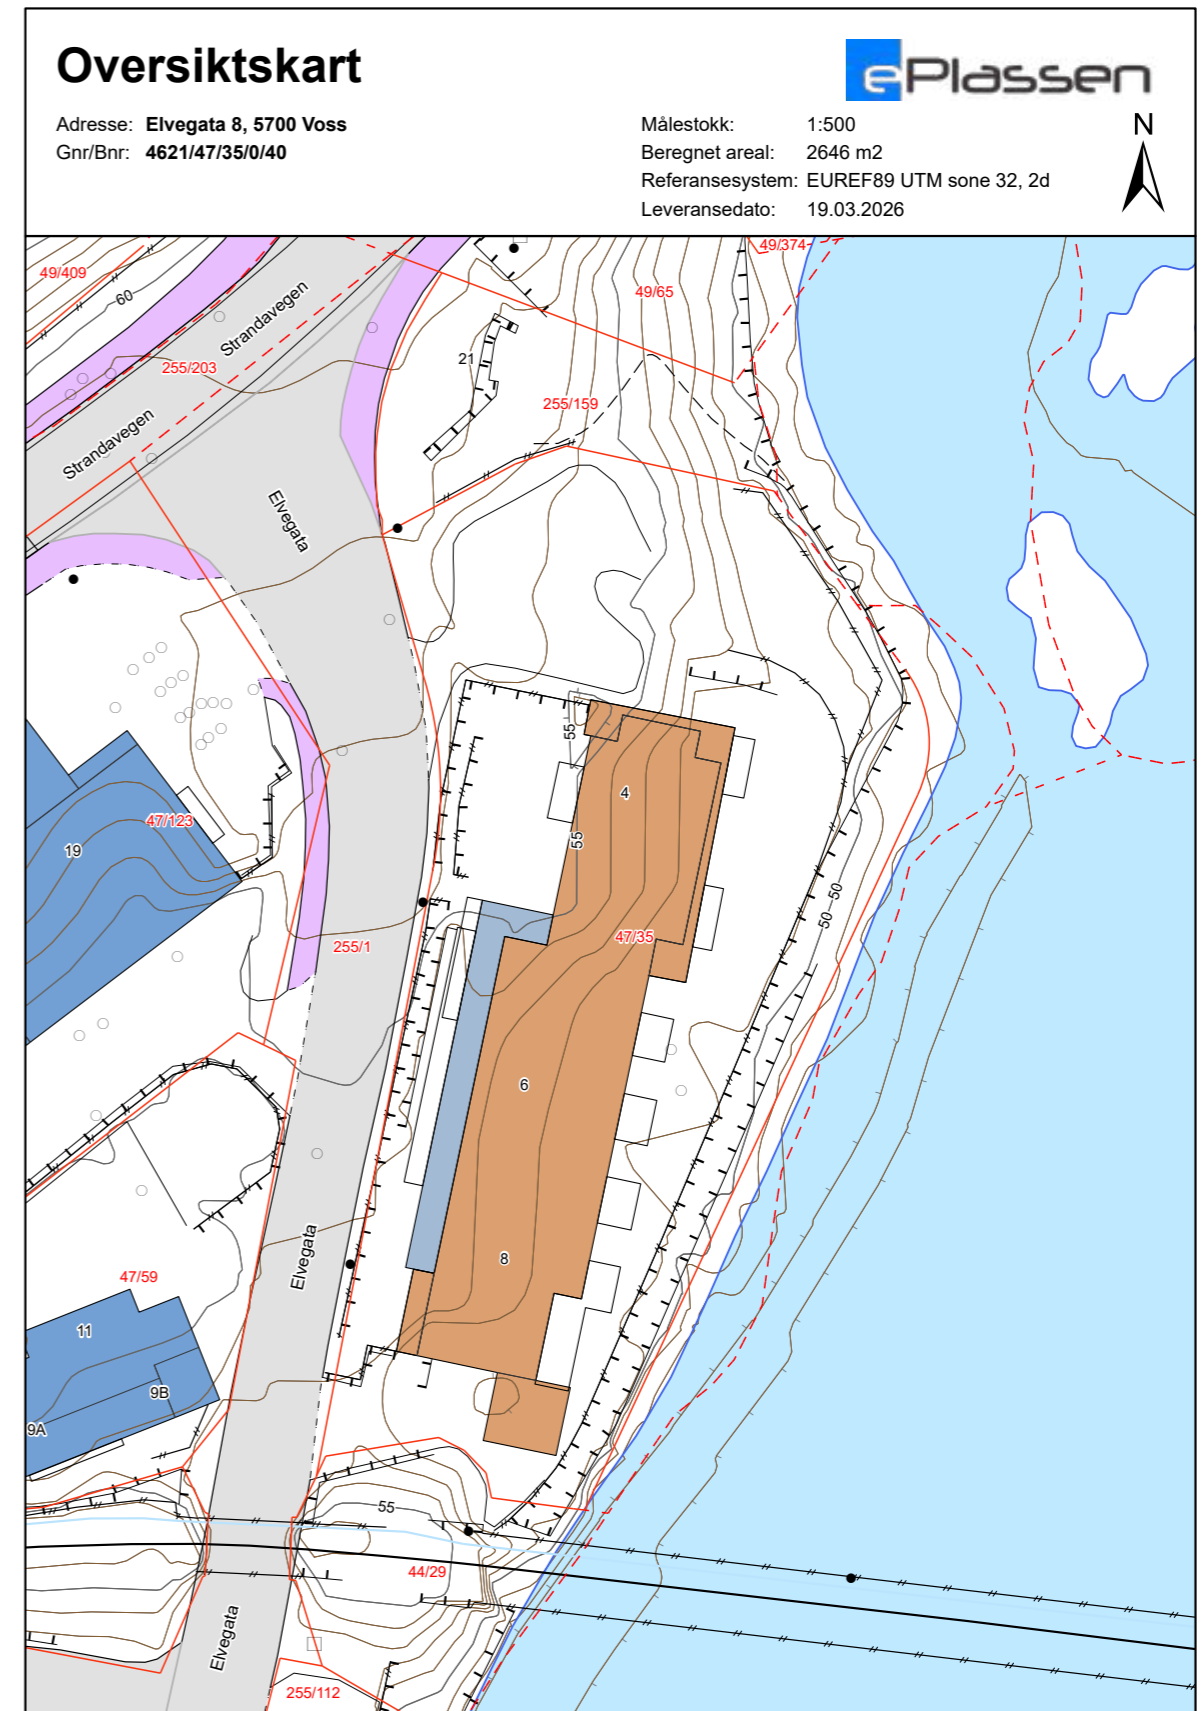 Oversiktskart
ePlassen
Adresse: Elvegata 8, 5700 Voss
Gnr/Bnr: 4621/47/35/0/40
Målestokk: 1:500
Beregnet areal: 2646 m2
Referansesystem: EUREF89 UTM sone 32, 2d
Leveransedato: 19.03.2026
N
49/374
49/409
60
49/65
Strandavegen
21
255/203
255/159
Strandavegen
Elvegata
55
4
47/123
19
55
50
50
47/35
255/1
6
Elvegata
8
47/59
11
9B
9A
55
44/29
Elvegata
255/112